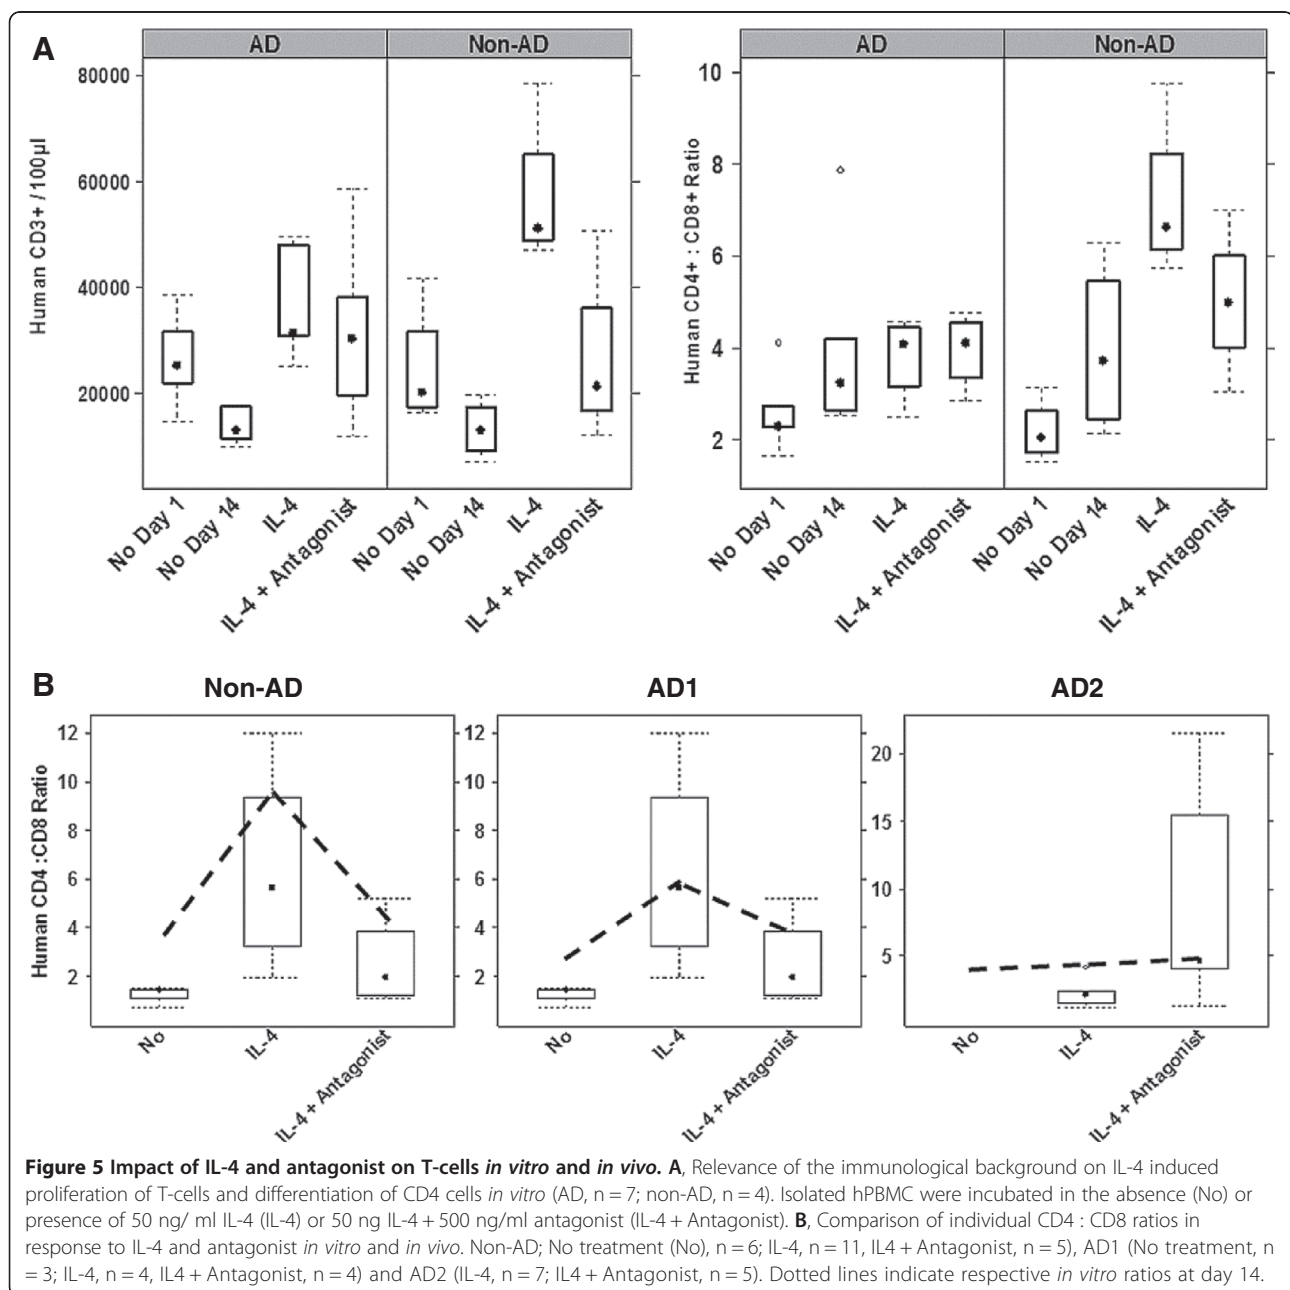 A
AD Non-AD
80000
60000
40000
20000
Human CD3+ /100µl
No Day 1
No Day 14
IL-4
IL-4 + Antagonist
No Day 1
No Day 14
IL-4
IL-4 + Antagonist
AD Non-AD
10
8
6
4
2
Human CD4+ : CD8+ Ratio
No Day 1
No Day 14
IL-4
IL-4 + Antagonist
No Day 1
No Day 14
IL-4
IL-4 + Antagonist
B
Non-AD
12
10
8
6
4
2
Human CD4 :CD8 Ratio
No
IL-4
IL-4 + Antagonist
AD1
12
10
8
6
4
2
No
IL-4
IL-4 + Antagonist
AD2
20
15
10
5
No
IL-4
IL-4 + Antagonist
Figure 5 Impact of IL-4 and antagonist on T-cells in vitro and in vivo. A, Relevance of the immunological background on IL-4 induced
proliferation of T-cells and differentiation of CD4 cells in vitro (AD, n = 7; non-AD, n = 4). Isolated hPBMC were incubated in the absence (No) or
presence of 50 ng/ ml IL-4 (IL-4) or 50 ng IL-4 + 500 ng/ml antagonist (IL-4 + Antagonist). B, Comparison of individual CD4 : CD8 ratios in
response to IL-4 and antagonist in vitro and in vivo. Non-AD; No treatment (No), n = 6; IL-4, n = 11, IL4 + Antagonist, n = 5), AD1 (No treatment, n
= 3; IL-4, n = 4, IL4 + Antagonist, n = 4) and AD2 (IL-4, n = 7; IL4 + Antagonist, n = 5). Dotted lines indicate respective in vitro ratios at day 14.